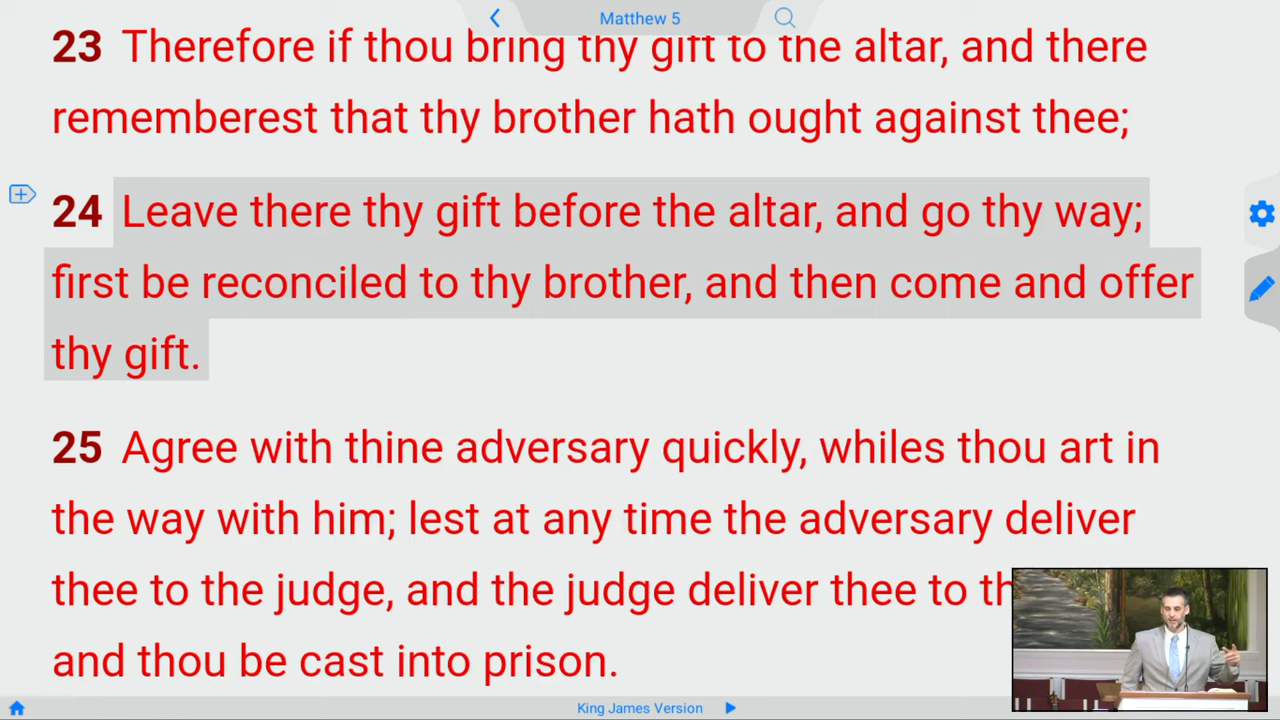 Matthew 5
23 Therefore if thou bring thy gift to the altar, and there
rememberest that thy brother hath ought against thee;
24 Leave there thy gift before the altar, and go thy way;
first be reconciled to thy brother, and then come and offer
thy gift.
25 Agree with thine adversary quickly, whiles thou art in
the way with him; lest at any time the adversary deliver
thee to the judge, and the judge deliver thee to
and thou be cast into prison.
King James Version